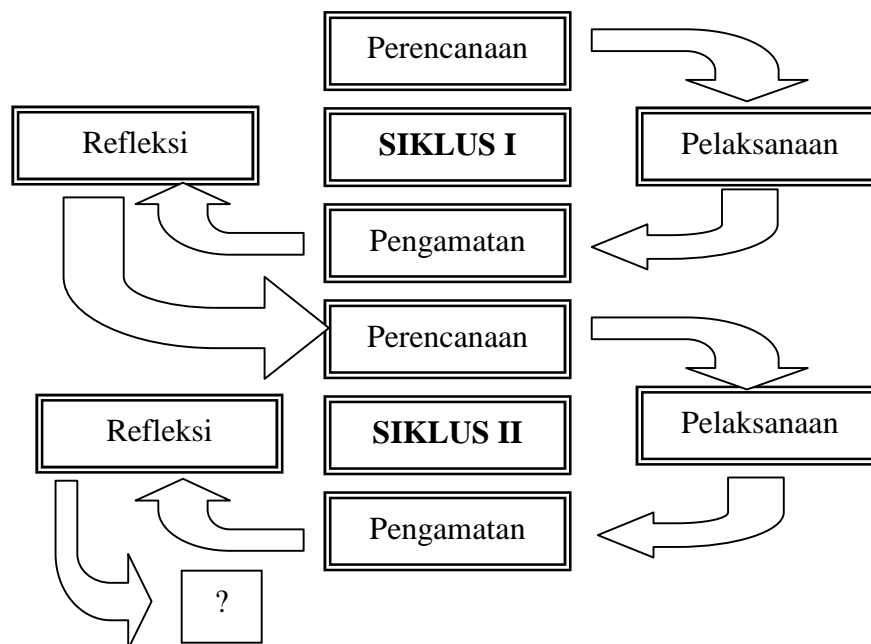 Perencanaan
Refleksi
SIKLUS I
Pelaksanaan
Pengamatan
Perencanaan
Refleksi
SIKLUS II
Pelaksanaan
Pengamatan
?